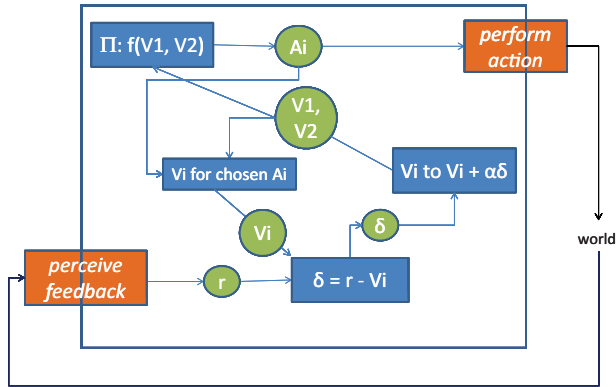 Π: f(V1, V2)
Ai
perform
action
V1,
V2
Vi for chosen Ai
Vi to Vi + αδ
Vi
δ
world
perceive
feedback
r
δ = r - Vi